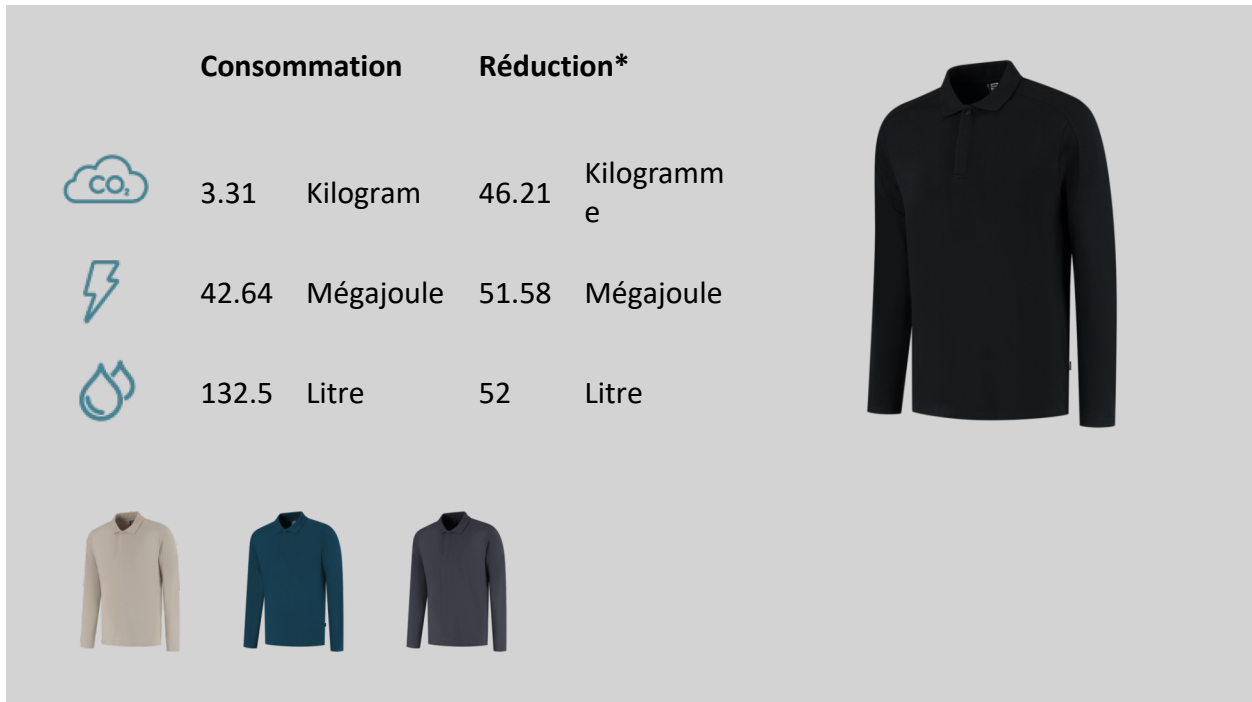 Consommation Réduction*
CO₂ 3.31 Kilogram 46.21 Kilogramm
e
42.64 Mégajoule 51.58 Mégajoule
132.5 Litre 52 Litre